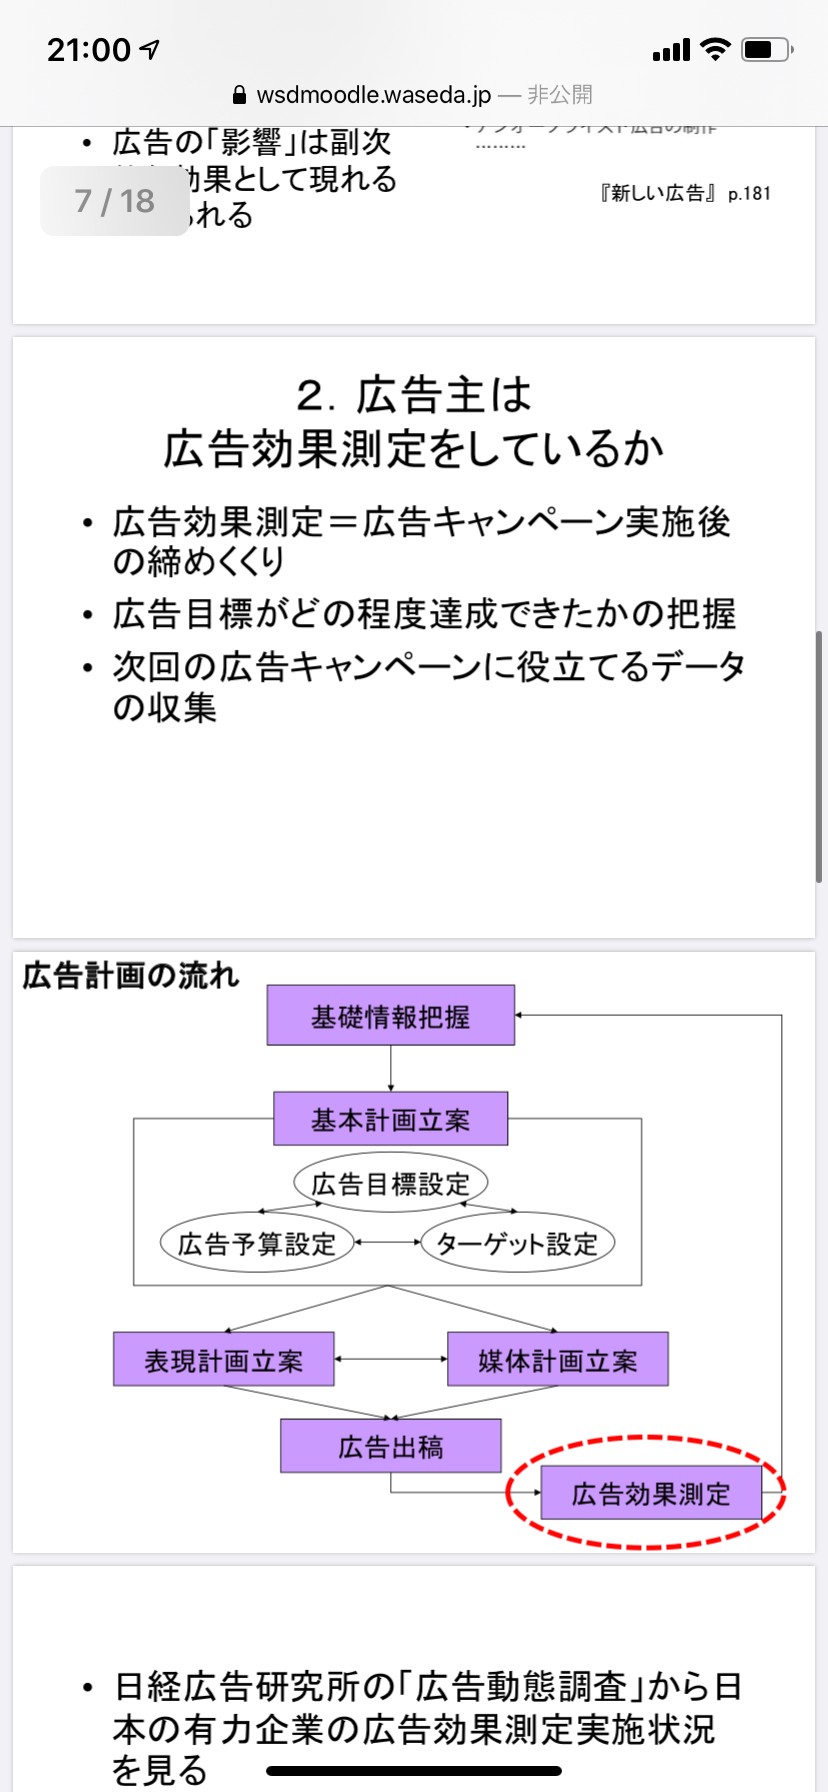 21:00
wsdmoodle.waseda.jp — 非公開
• 広告の「影響」は副次
効果として現れる
られる
7 / 18
………
『新しい広告』 p.181
２．広告主は
広告効果測定をしているか
• 広告効果測定＝広告キャンペーン実施後
の締めくくり
• 広告目標がどの程度達成できたかの把握
• 次回の広告キャンペーンに役立てるデータ
の収集
広告計画の流れ
基礎情報把握
基本計画立案
広告目標設定
広告予算設定
ターゲット設定
表現計画立案
媒体計画立案
広告出稿
広告効果測定
• 日経広告研究所の「広告動態調査」から日
本の有力企業の広告効果測定実施状況
を見る